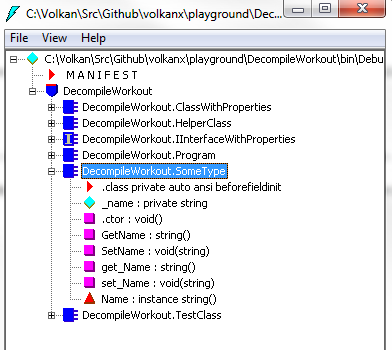 C:\Volkan\Src\Github\volkanx\playground\Dec...
File View Help
C:\Volkan\Src\Github\volkanx\playground\DecompileWorkout\bin\Debu
M A N I F E S T
DecompileWorkout
DecompileWorkout.ClassWithProperties
DecompileWorkout.HelperClass
DecompileWorkout.IInterfaceWithProperties
DecompileWorkout.Program
DecompileWorkout.SomeType
.class private auto ansi beforefieldinit
_name : private string
.ctor : void()
GetName : string()
SetName : void(string)
get_Name : string()
set_Name : void(string)
Name : instance string()
DecompileWorkout.TestClass